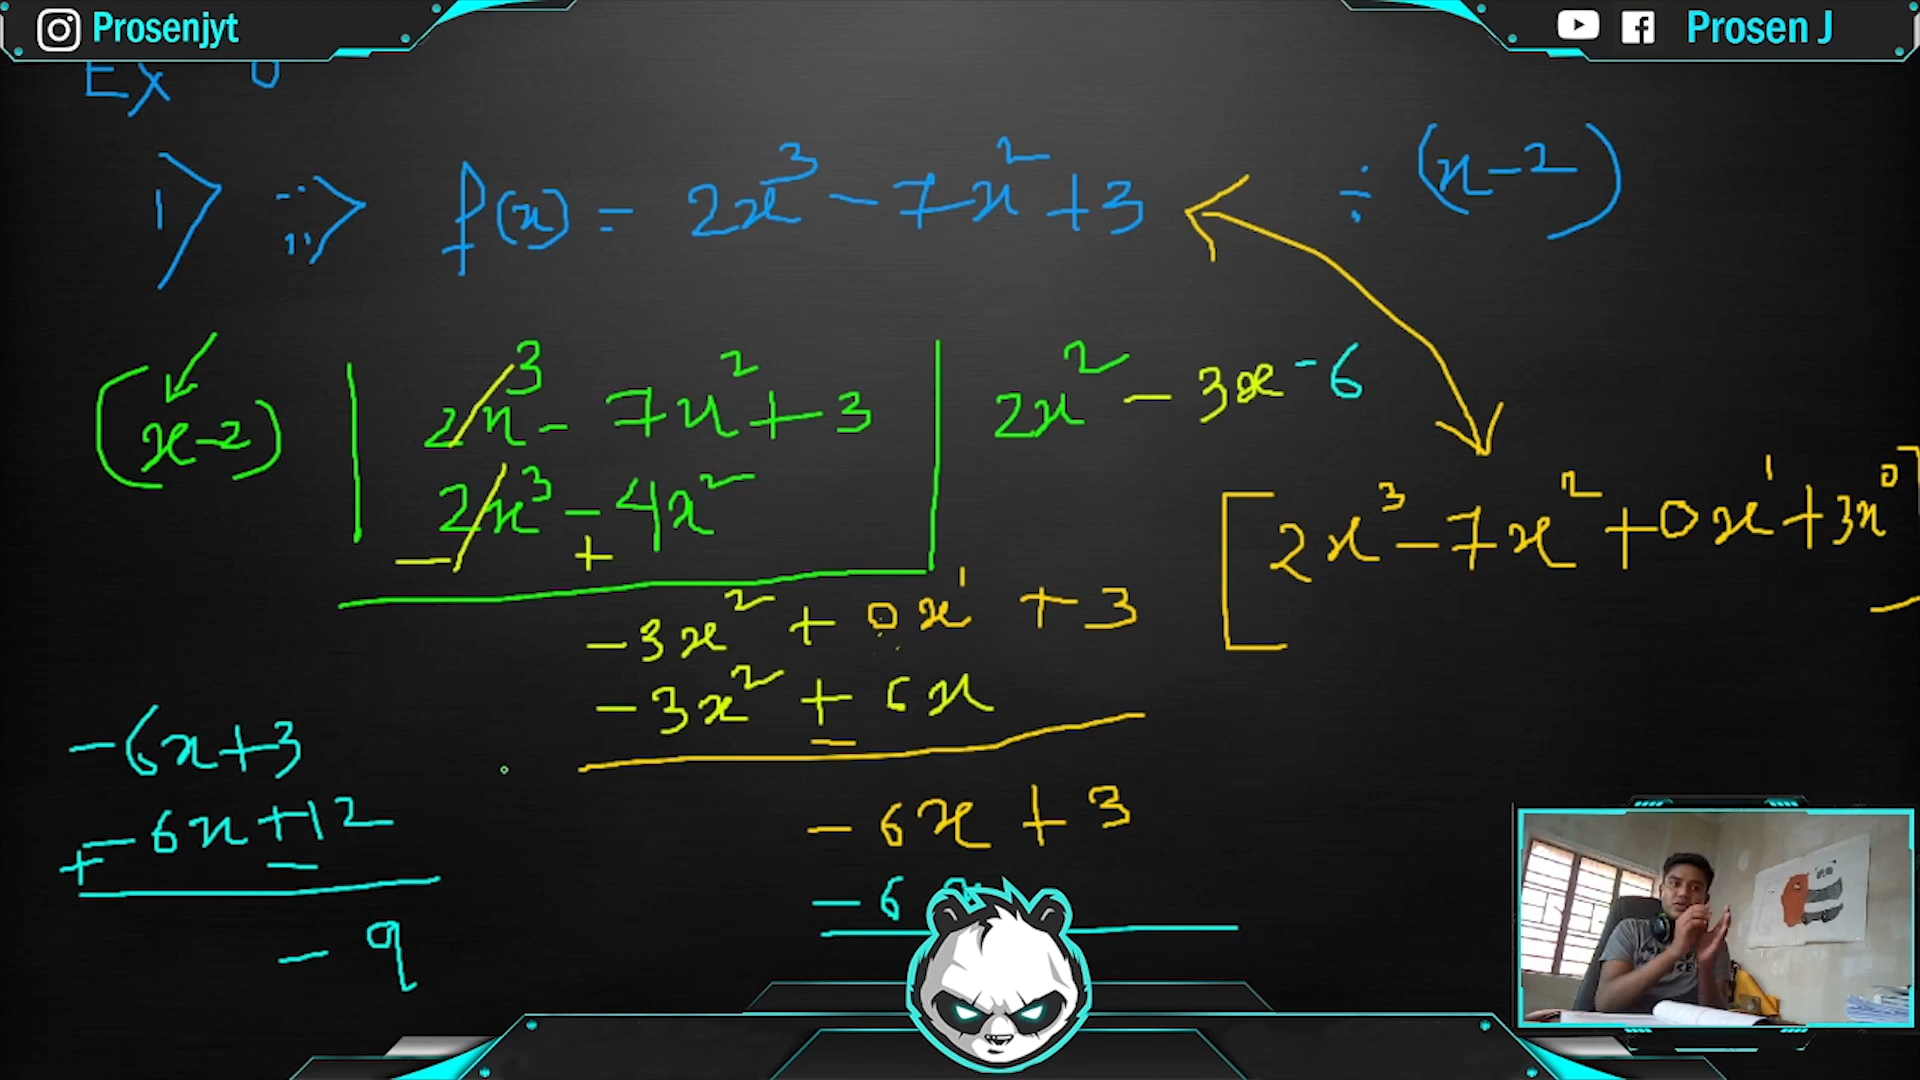 Prosenjyt
Prosen J
Ex
1> ii> f(x) = 2x³ - 7x² + 3 ÷ (x-2)
(x-2) | 2x³ - 7x² + 3 | 2x² - 3x - 6
2x³ - 4x²
- +
[2x³ - 7x² + 0x¹ + 3x⁰]
-3x² + 0x¹ + 3
-3x² + 6x
-
-6x + 3
-6
-6x+3
-6x+12
+ -
-9